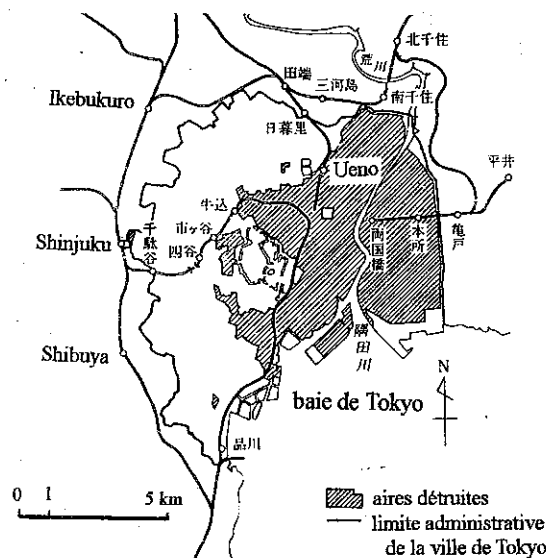 北千住
荒川
田端
三河島
Ikebukuro
南千住
日暮里
平井
Ueno
牛込
千駄谷
市ヶ谷
両国橋
本所
亀戸
Shinjuku
四谷
隅田川
Shibuya
N
baie de Tokyo
品川
0 1 5 km
aires détruites
limite administrative
de la ville de Tokyo